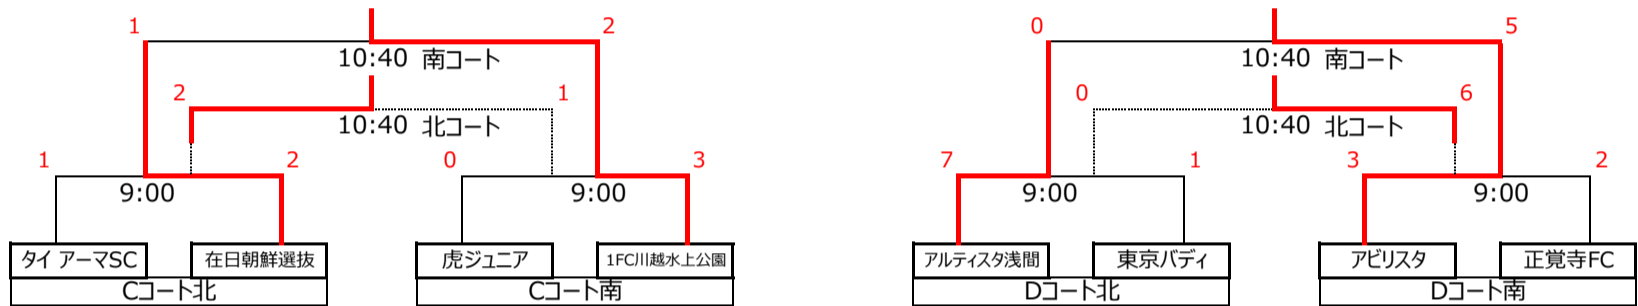 1 2 0 5
10:40 南コート 10:40 南コート
2 1 0 6
10:40 北コート 10:40 北コート
1 2 0 3 7 1 3 2
9:00 9:00 9:00 9:00
タイ アーマSC 在日朝鮮選抜 虎ジュニア 1FC川越水上公園 アルティスタ浅間 東京バディ アビリスタ 正覚寺FC
Cコート北 Cコート南 Dコート北 Dコート南